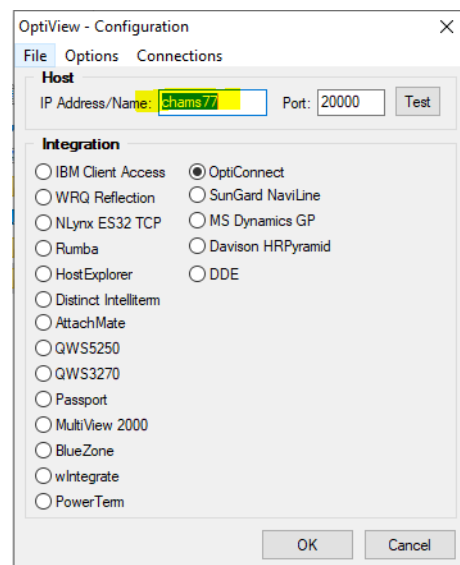 OptiView - Configuration
File Options Connections
Host
IP Address/Name: chams77 Port: 20000 Test
Integration
IBM Client Access OptiConnect
WRQ Reflection SunGard NaviLine
NLynx ES32 TCP MS Dynamics GP
Rumba Davison HRPyramid
HostExplorer DDE
Distinct Intelliterm
AttachMate
QWS5250
QWS3270
Passport
MultiView 2000
BlueZone
wIntegrate
PowerTerm
OK Cancel